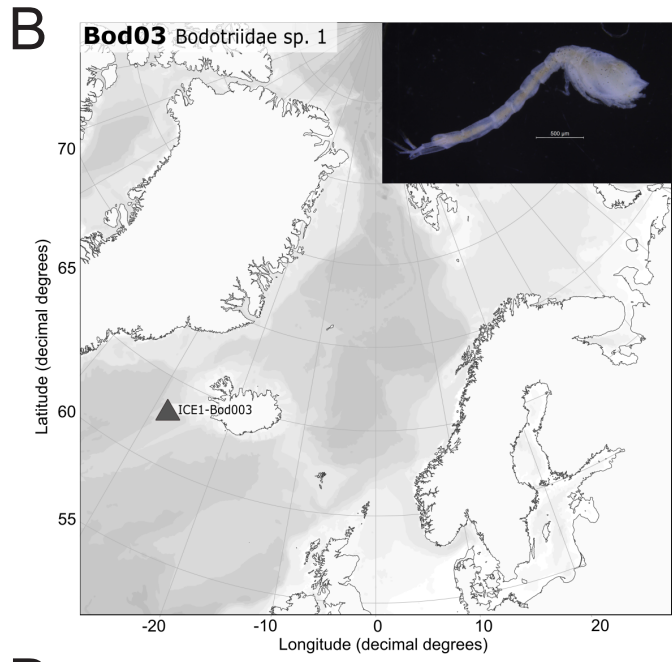 B
Bod03 Bodotriidae sp. 1
500 µm
70
65
60
55
Latitude (decimal degrees)
ICE1-Bod003
-20 -10 0 10 20
Longitude (decimal degrees)